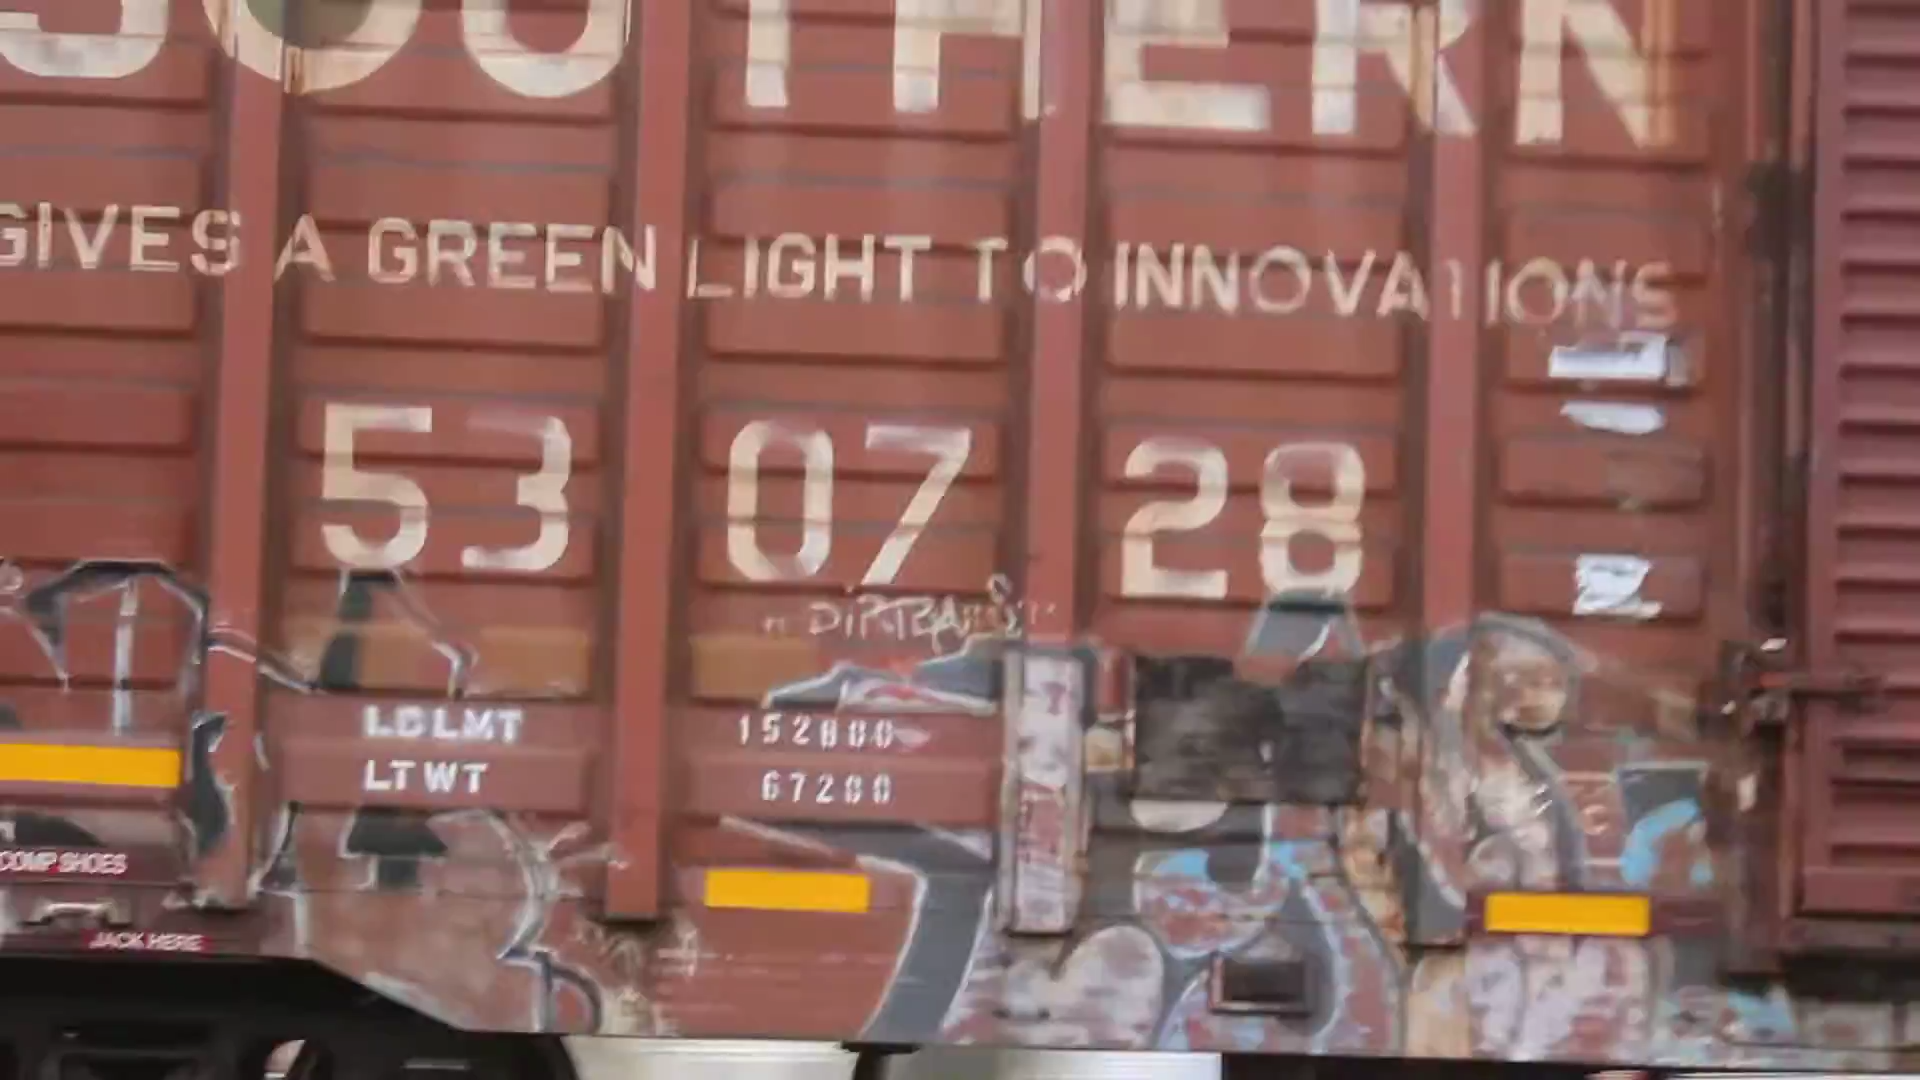 SOUTHERN
GIVES A GREEN LIGHT TO INNOVATIONS
53 07 28
LD LMT 152800
LT WT 67200
COMP SHOES
JACK HERE